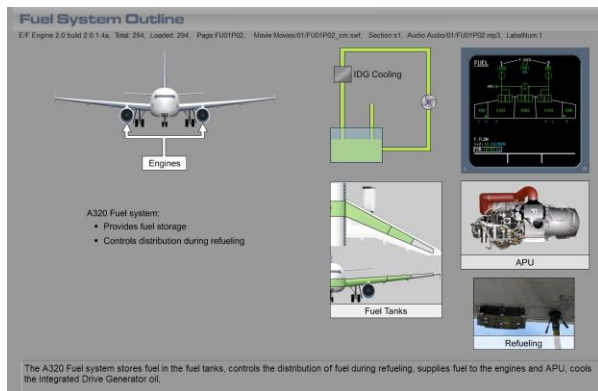 Fuel System Outline
E/F Engine 2.0 build 2.0.1.4a, Total: 294, Loaded: 294, Page:FU01P02, Movie:Movies/01/FU01P02_cm.swf, Section:s1, Audio:Audio/01/FU01P02.mp3, LabelNum:1
IDG Cooling
FUEL
1
2
Engines
A320 Fuel system:
• Provides fuel storage
• Controls distribution during refueling
Fuel Tanks
APU
Refueling
The A320 Fuel system stores fuel in the fuel tanks, controls the distribution of fuel during refueling, supplies fuel to the engines and APU, cools
the Integrated Drive Generator oil,